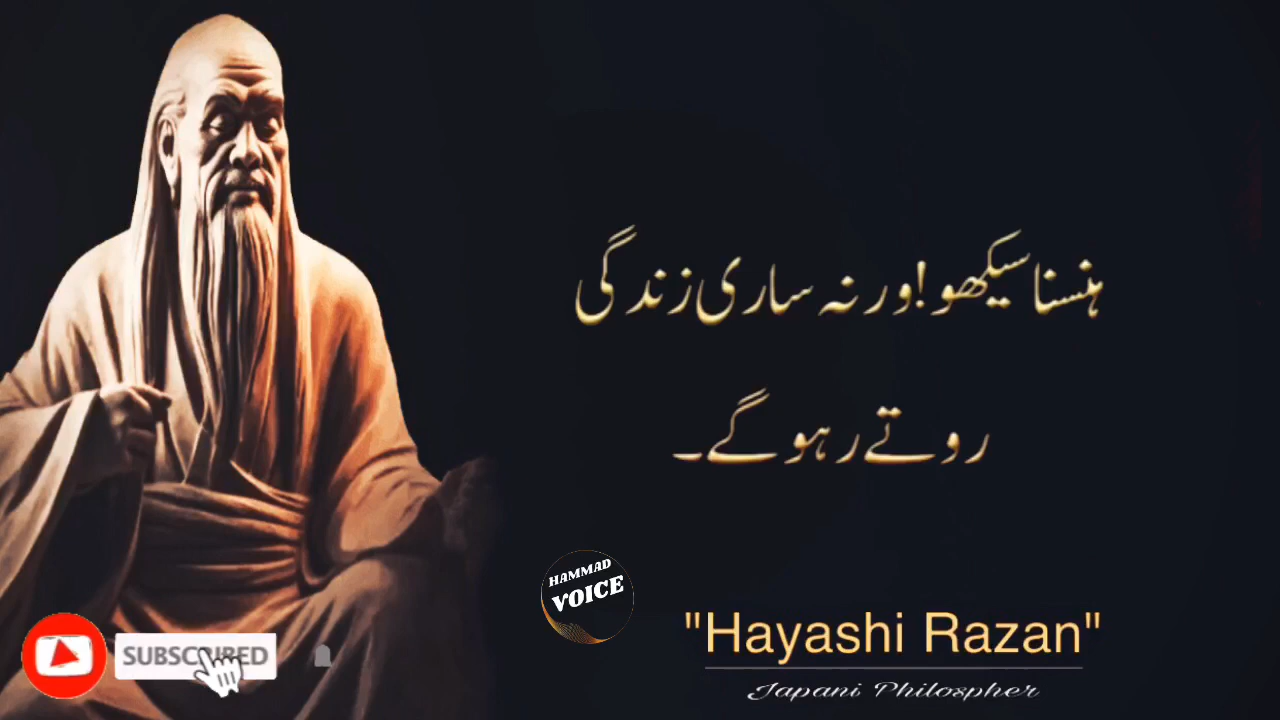 ہنسنا سیکھو! ورنہ ساری زندگی
روتے رہو گے۔
HAMMAD
VOICE
"Hayashi Razan"
Japani Philospher
SUBSCRIBED